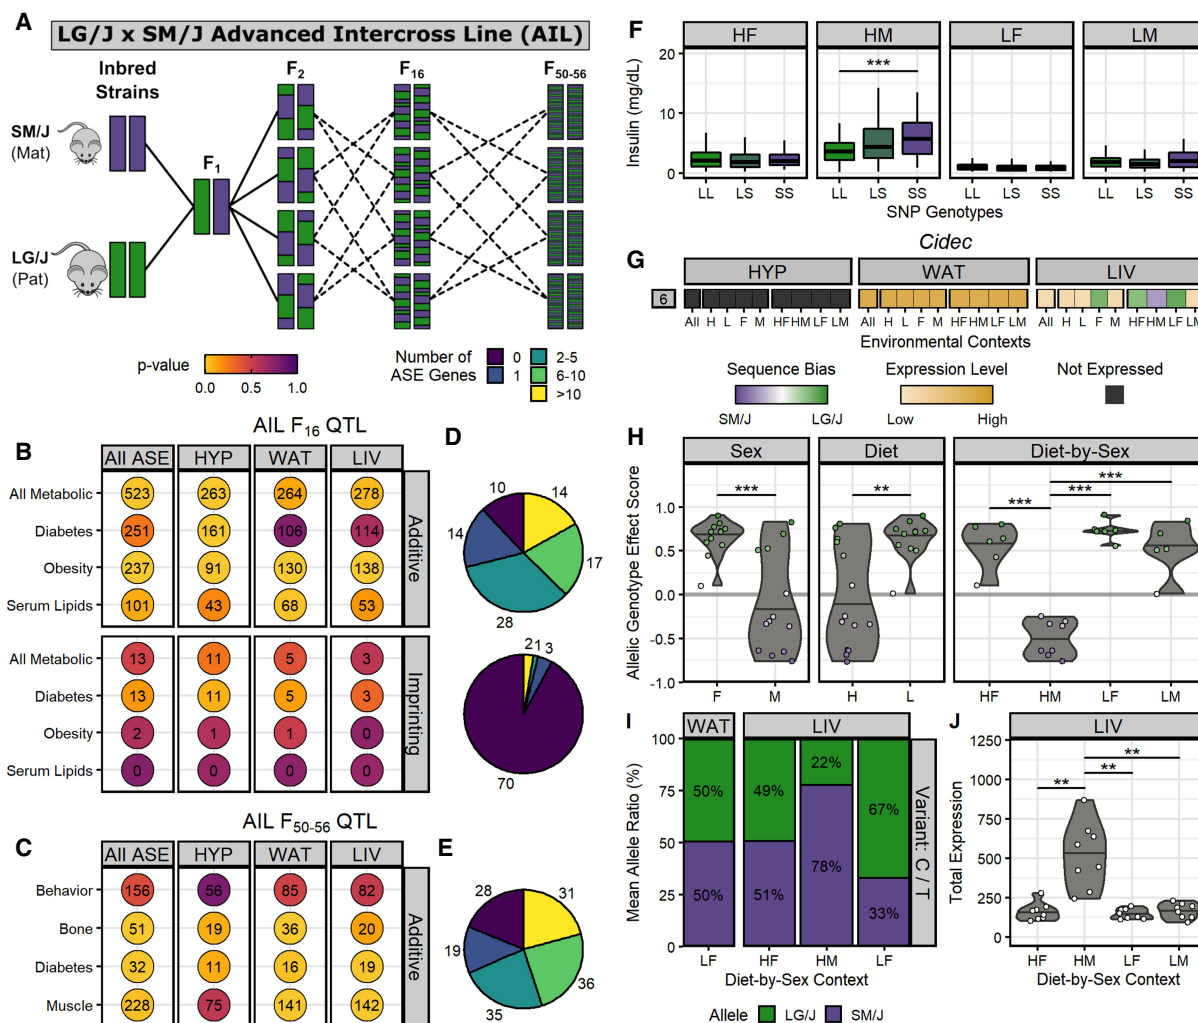 A
LG/J x SM/J Advanced Intercross Line (AIL)
Inbred
Strains
F1
F2
F16
F50-56
SM/J
(Mat)
LG/J
(Pat)
p-value
0.0 0.5 1.0
Number of
ASE Genes
0
1
2-5
6-10
>10
B
AIL F16 QTL
All ASE HYP WAT LIV
All Metabolic 523 263 264 278
Diabetes 251 161 106 114
Obesity 237 91 130 138
Serum Lipids 101 43 68 53
Additive
All Metabolic 13 11 5 3
Diabetes 13 11 5 3
Obesity 2 1 1 0
Serum Lipids 0 0 0 0
Imprinting
D
10 14 17 28 14
2 1 3 70
C
AIL F50-56 QTL
All ASE HYP WAT LIV
Behavior 156 56 85 82
Bone 51 19 36 20
Diabetes 32 11 16 19
Muscle 228 75 141 142
Additive
E
28 31 36 35 19
F
HF HM LF LM
Insulin (mg/dL)
20
10
0
***
LL LS SS LL LS SS LL LS SS LL LS SS
SNP Genotypes
Cidec
G
HYP WAT LIV
6
All H L F M HF HM LF LM All H L F M HF HM LF LM All H L F M HF HM LF LM
Environmental Contexts
Sequence Bias
SM/J LG/J
Expression Level
Low High
Not Expressed
H
Sex Diet Diet-by-Sex
Allelic Genotype Effect Score
1.0
0.5
0.0
-0.5
-1.0
*** ** *** *** ***
F M H L HF HM LF LM
I
WAT LIV
Mean Allele Ratio (%)
100
75
50
25
0
50% 49% 22% 67%
50% 51% 78% 33%
Variant: C / T
LF HF HM LF
Diet-by-Sex Context
Allele LG/J SM/J
J
LIV
Total Expression
1250
1000
750
500
250
0
** ** **
HF HM LF LM
Diet-by-Sex Context